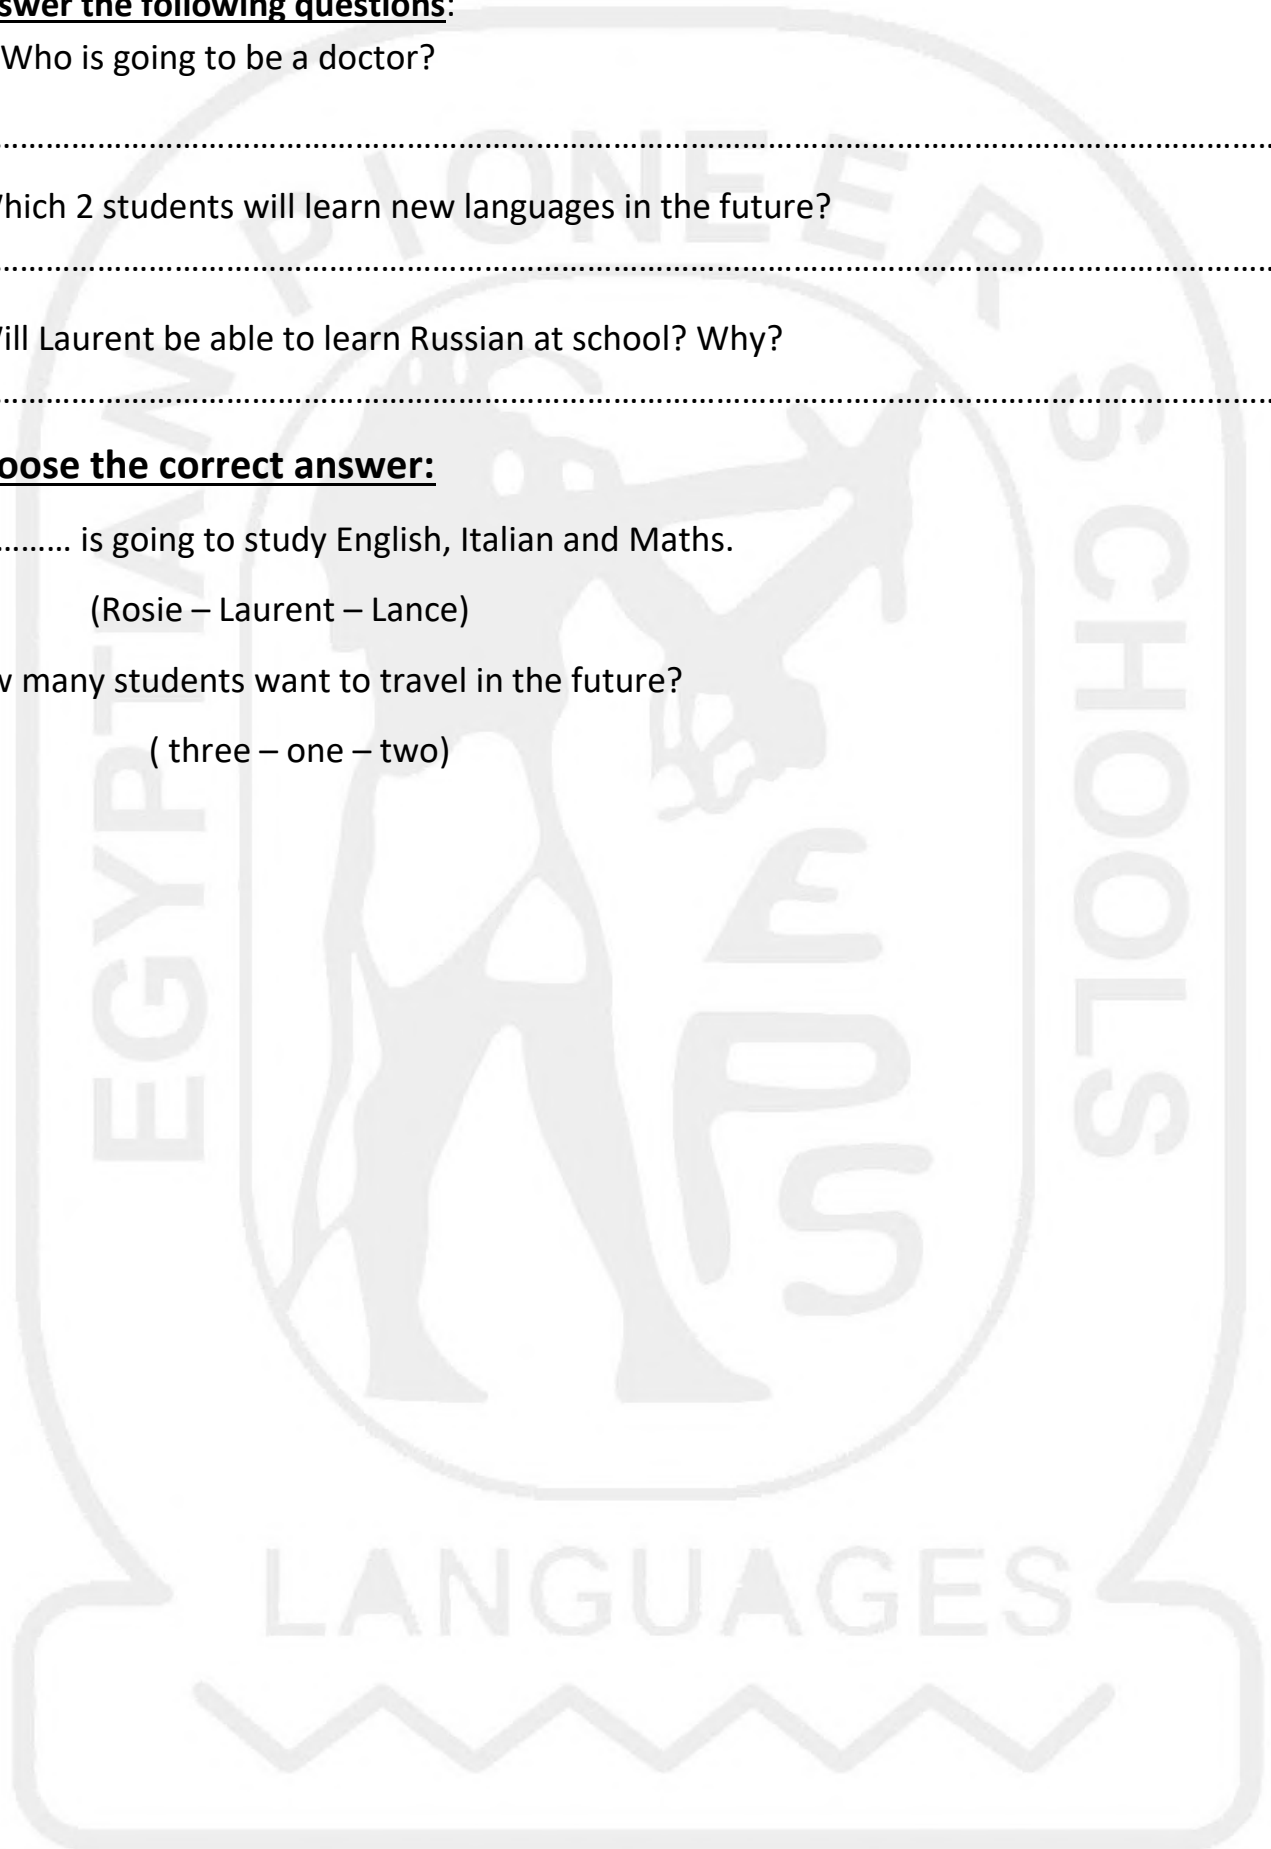 swer the following questions:
Who is going to be a doctor?
……………………………………………………………………………………………………………………
Which 2 students will learn new languages in the future?
……………………………………………………………………………………………………………………
Will Laurent be able to learn Russian at school? Why?
……………………………………………………………………………………………………………………
oose the correct answer:
……… is going to study English, Italian and Maths.
(Rosie – Laurent – Lance)
w many students want to travel in the future?
( three – one – two)
EGYPTIAN PIONEER SCHOOLS
EPS
LANGUAGES